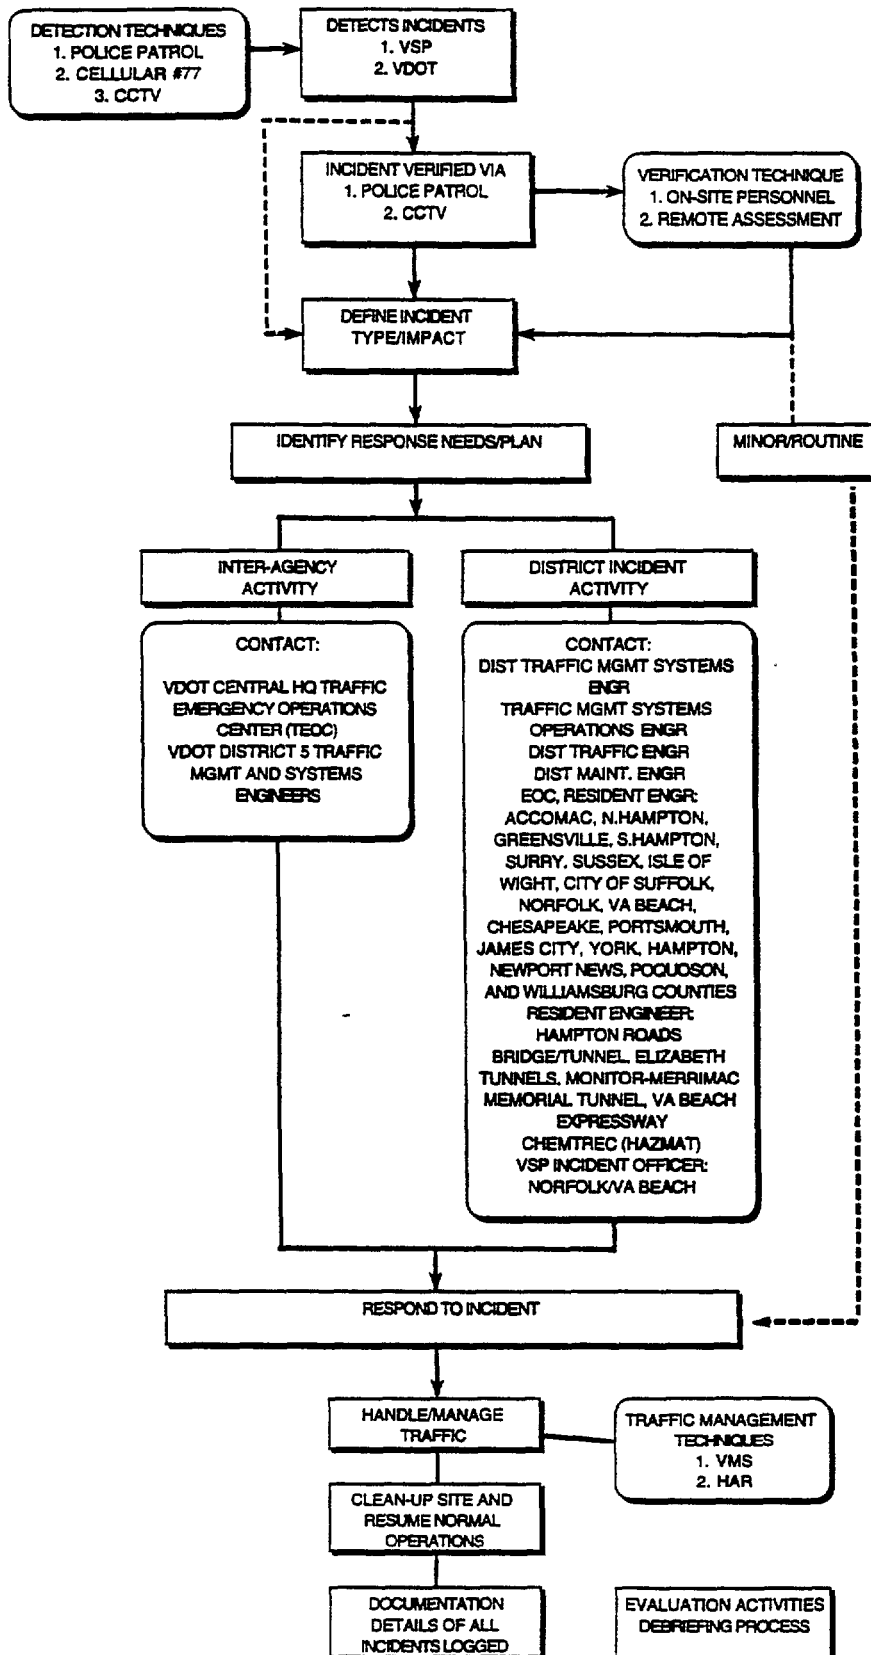 DETECTION TECHNIQUES
1. POLICE PATROL
2. CELLULAR #77
3. CCTV
DETECTS INCIDENTS
1. VSP
2. VDOT
INCIDENT VERIFIED VIA
1. POLICE PATROL
2. CCTV
VERIFICATION TECHNIQUE
1. ON-SITE PERSONNEL
2. REMOTE ASSESSMENT
DEFINE INCIDENT
TYPE/IMPACT
IDENTIFY RESPONSE NEEDS/PLAN
MINOR/ROUTINE
INTER-AGENCY
ACTIVITY
DISTRICT INCIDENT
ACTIVITY
CONTACT:
VDOT CENTRAL HQ TRAFFIC
EMERGENCY OPERATIONS
CENTER (TEOC)
VDOT DISTRICT 5 TRAFFIC
MGMT AND SYSTEMS
ENGINEERS
CONTACT:
DIST TRAFFIC MGMT SYSTEMS
ENGR
TRAFFIC MGMT SYSTEMS
OPERATIONS ENGR
DIST TRAFFIC ENGR
DIST MAINT. ENGR
EOC, RESIDENT ENGR:
ACCOMAC, N.HAMPTON,
GREENSVILLE, S.HAMPTON,
SURRY, SUSSEX, ISLE OF
WIGHT, CITY OF SUFFOLK,
NORFOLK, VA BEACH,
CHESAPEAKE, PORTSMOUTH,
JAMES CITY, YORK, HAMPTON,
NEWPORT NEWS, POQUOSON,
AND WILLIAMSBURG COUNTIES
RESIDENT ENGINEER:
HAMPTON ROADS
BRIDGE/TUNNEL, ELIZABETH
TUNNELS, MONITOR-MERRIMAC
MEMORIAL TUNNEL, VA BEACH
EXPRESSWAY
CHEMTREC (HAZMAT)
VSP INCIDENT OFFICER:
NORFOLK/VA BEACH
RESPOND TO INCIDENT
HANDLE/MANAGE
TRAFFIC
TRAFFIC MANAGEMENT
TECHNIQUES
1. VMS
2. HAR
CLEAN-UP SITE AND
RESUME NORMAL
OPERATIONS
DOCUMENTATION
DETAILS OF ALL
INCIDENTS LOGGED
EVALUATION ACTIVITIES
DEBRIEFING PROCESS